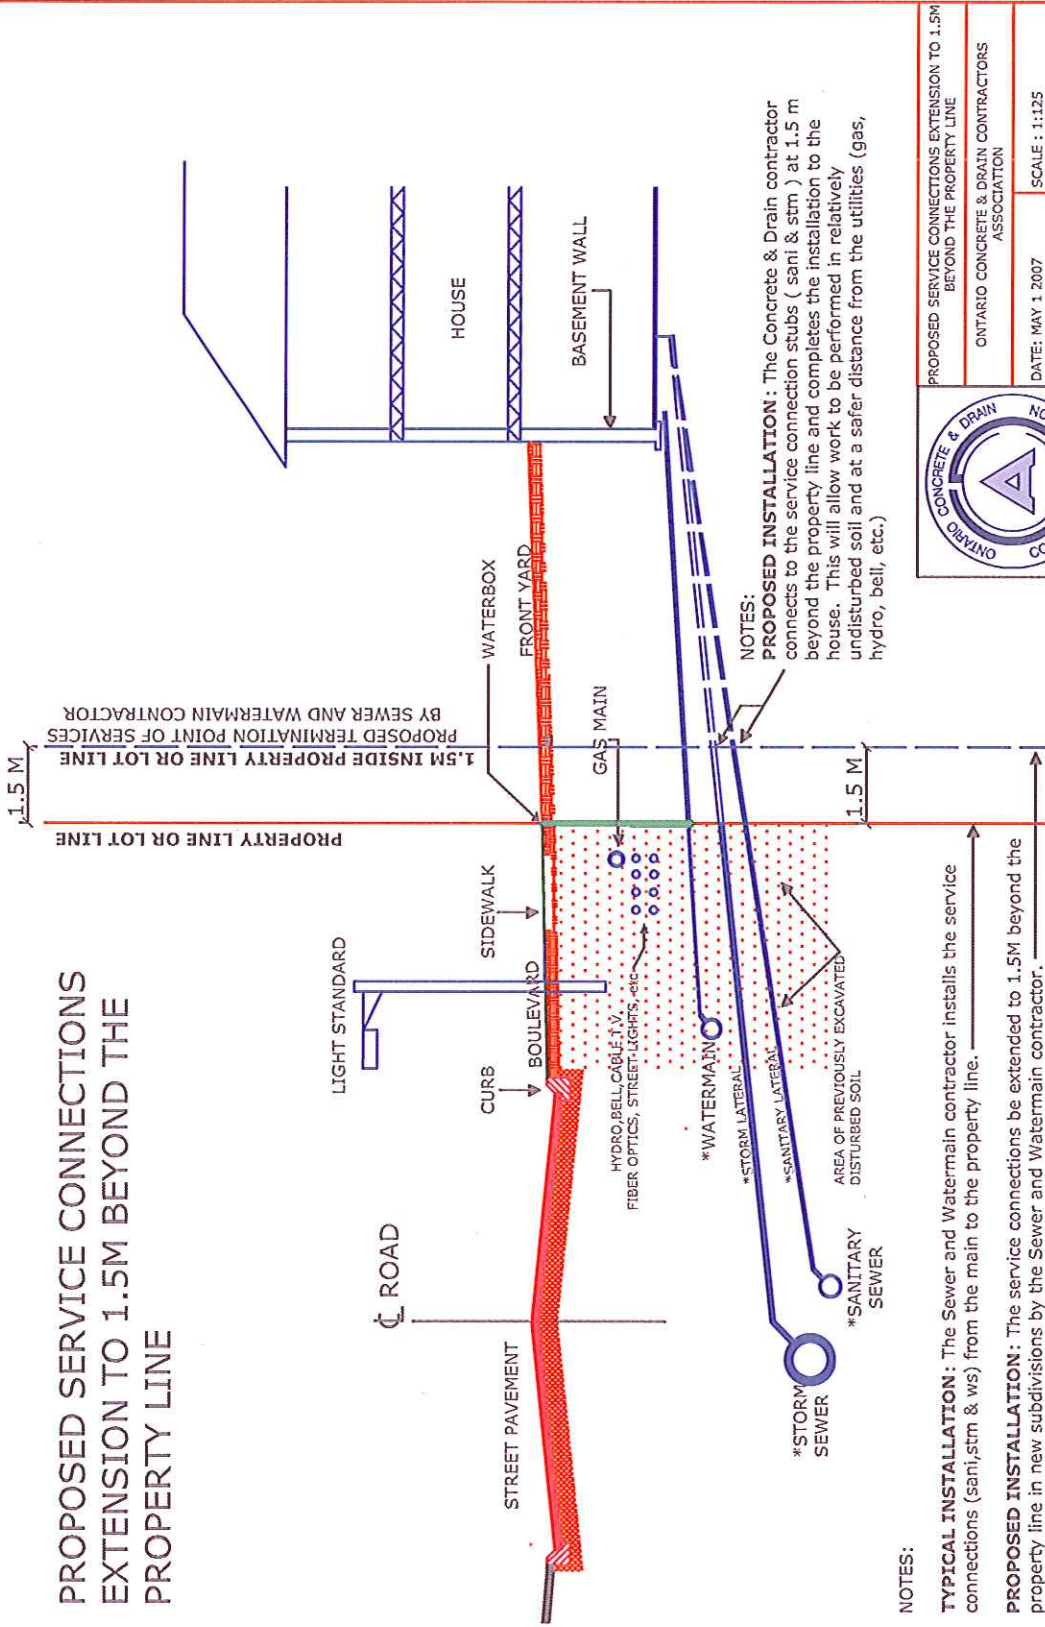 PROPOSED SERVICE CONNECTIONS
EXTENSION TO 1.5M BEYOND THE
PROPERTY LINE
1.5 M
PROPERTY LINE OR LOT LINE
1.5M INSIDE PROPERTY LINE OR LOT LINE
PROPOSED TERMINATION POINT OF SERVICES
BY SEWER AND WATERMAIN CONTRACTOR
LIGHT STANDARD
SIDEWALK
CURB
BOULEVARD
WATERBOX
FRONT YARD
HOUSE
BASEMENT WALL
℄ ROAD
STREET PAVEMENT
GAS MAIN
HYDRO,BELL,CABLE T.V.
FIBER OPTICS, STREET LIGHTS, etc
*WATERMAIN
*STORM LATERAL
*SANITARY LATERAL
AREA OF PREVIOUSLY EXCAVATED
DISTURBED SOIL
*SANITARY
SEWER
*STORM
SEWER
1.5 M
NOTES:
PROPOSED INSTALLATION: The Concrete & Drain contractor
connects to the service connection stubs ( sani & stm ) at 1.5 m
beyond the property line and completes the installation to the
house. This will allow work to be performed in relatively
undisturbed soil and at a safer distance from the utilities (gas,
hydro, bell, etc.)
NOTES:
TYPICAL INSTALLATION: The Sewer and Watermain contractor installs the service
connections (sani,stm & ws) from the main to the property line.
PROPOSED INSTALLATION: The service connections be extended to 1.5M beyond the
property line in new subdivisions by the Sewer and Watermain contractor.
ONTARIO CONCRETE & DRAIN
A
PROPOSED SERVICE CONNECTIONS EXTENSION TO 1.5M
BEYOND THE PROPERTY LINE
ONTARIO CONCRETE & DRAIN CONTRACTORS
ASSOCIATION
DATE: MAY 1 2007
SCALE : 1:125